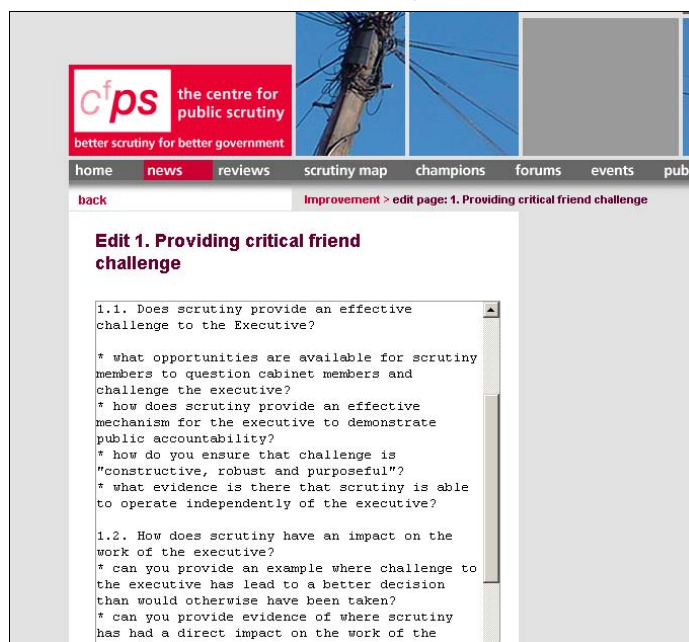 cfps
the centre for
public scrutiny
better scrutiny for better government
home news reviews scrutiny map champions forums events pub
back
Improvement > edit page: 1. Providing critical friend challenge
Edit 1. Providing critical friend
challenge
1.1. Does scrutiny provide an effective
challenge to the Executive?
* what opportunities are available for scrutiny
members to question cabinet members and
challenge the executive?
* how does scrutiny provide an effective
mechanism for the executive to demonstrate
public accountability?
* how do you ensure that challenge is
"constructive, robust and purposeful"?
* what evidence is there that scrutiny is able
to operate independently of the executive?
1.2. How does scrutiny have an impact on the
work of the executive?
* can you provide an example where challenge to
the executive has lead to a better decision
than would otherwise have been taken?
* can you provide evidence of where scrutiny
has had a direct impact on the work of the